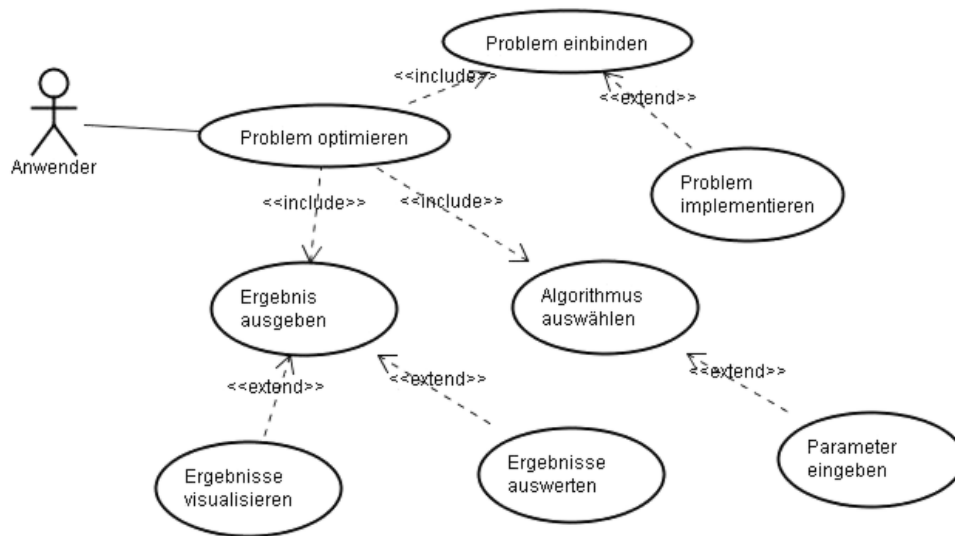 Problem einbinden
<<include>>
<<extend>>
Problem optimieren
Anwender
Problem
implementieren
<<include>>
<<include>>
Ergebnis
ausgeben
Algorithmus
auswählen
<<extend>>
<<extend>>
<<extend>>
Ergebnisse
visualisieren
Ergebnisse
auswerten
Parameter
eingeben